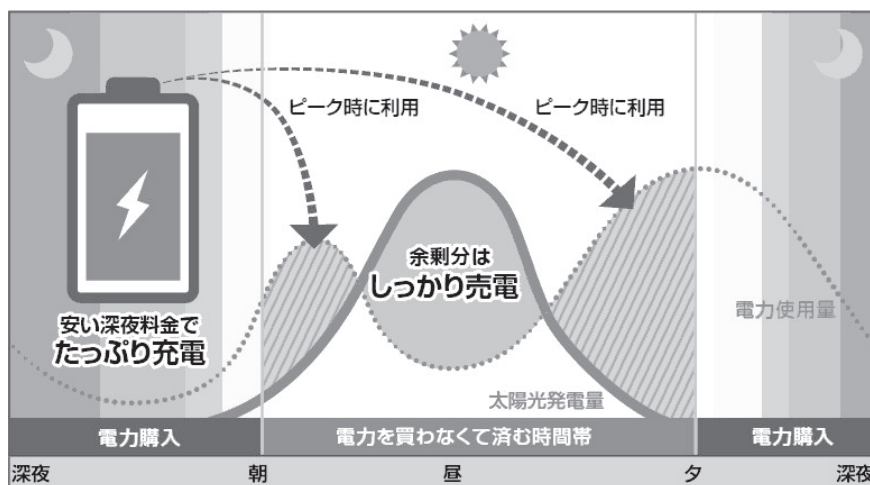 ピーク時に利用
ピーク時に利用
余剰分は
しっかり売電
安い深夜料金で
たっぷり充電
電力使用量
太陽光発電量
電力購入
電力を買わなくて済む時間帯
電力購入
深夜
朝
昼
夕
深夜